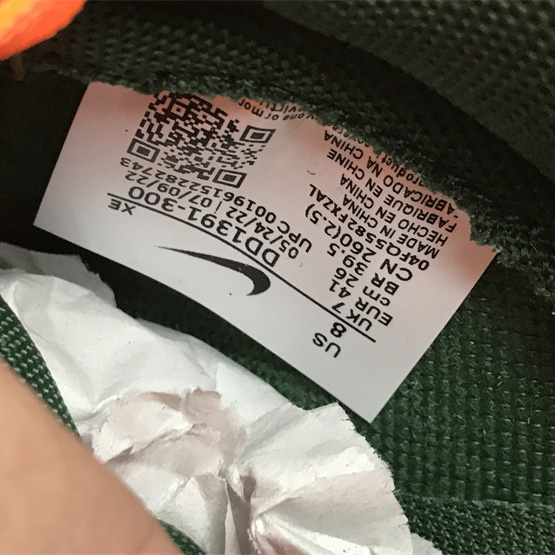 US
8
UK 7
EUR 41
cm 26
BR 39.5
CN 260(2.5)
04FQS5582FXZAL
MADE IN CHINA
HECHO EN CHINA
FABRIQUE EN CHINE
FABRICADO NA CHINA
DD1391-300
05/24/22 | 07/09/22
UPC 00196152282743
XE